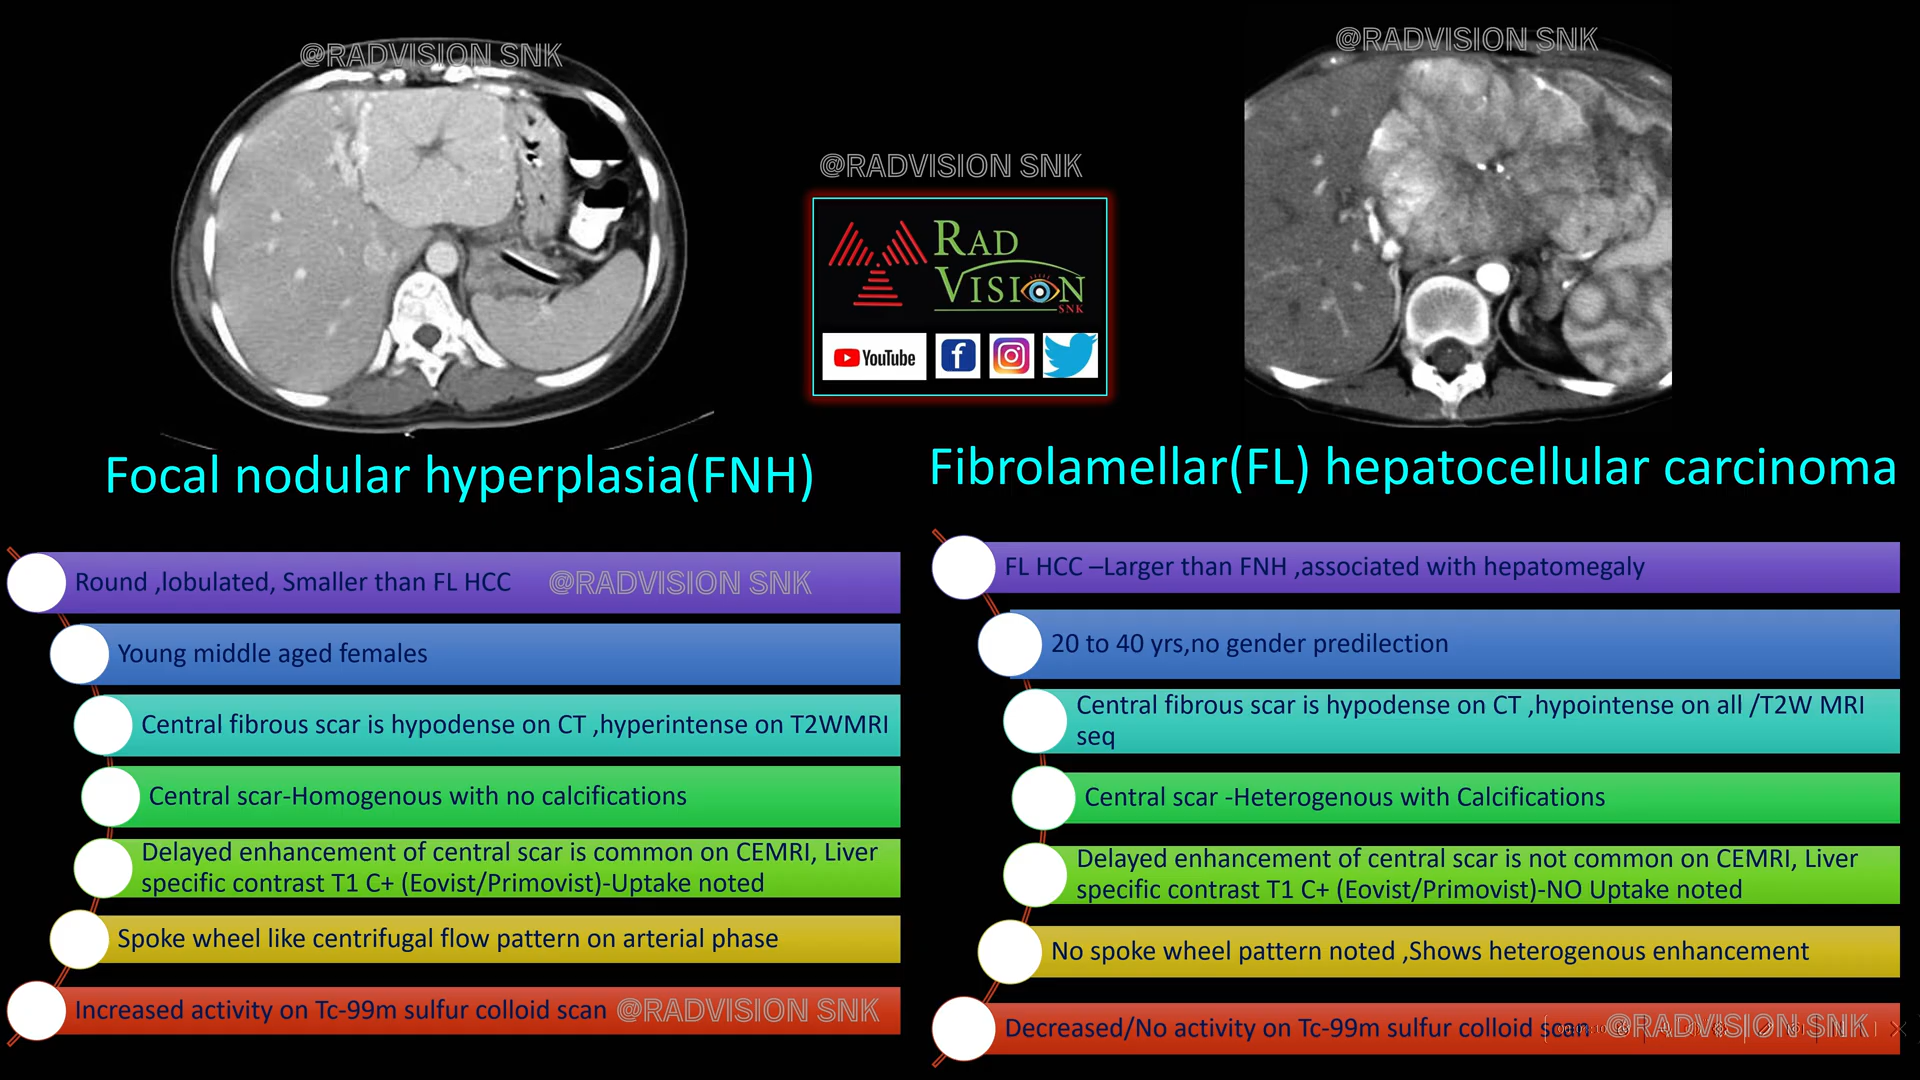 @RADVISION SNK
@RADVISION SNK
@RADVISION SNK
RAD
VISION
SNK
YouTube
Focal nodular hyperplasia(FNH)
Round ,lobulated, Smaller than FL HCC
@RADVISION SNK
Young middle aged females
Central fibrous scar is hypodense on CT ,hyperintense on T2WMRI
Central scar-Homogenous with no calcifications
Delayed enhancement of central scar is common on CEMRI, Liver
specific contrast T1 C+ (Eovist/Primovist)-Uptake noted
Spoke wheel like centrifugal flow pattern on arterial phase
Increased activity on Tc-99m sulfur colloid scan
@RADVISION SNK
Fibrolamellar(FL) hepatocellular carcinoma
FL HCC –Larger than FNH ,associated with hepatomegaly
20 to 40 yrs,no gender predilection
Central fibrous scar is hypodense on CT ,hypointense on all /T2W MRI
seq
Central scar -Heterogenous with Calcifications
Delayed enhancement of central scar is not common on CEMRI, Liver
specific contrast T1 C+ (Eovist/Primovist)-NO Uptake noted
No spoke wheel pattern noted ,Shows heterogenous enhancement
Decreased/No activity on Tc-99m sulfur colloid scan
@RADVISION SNK